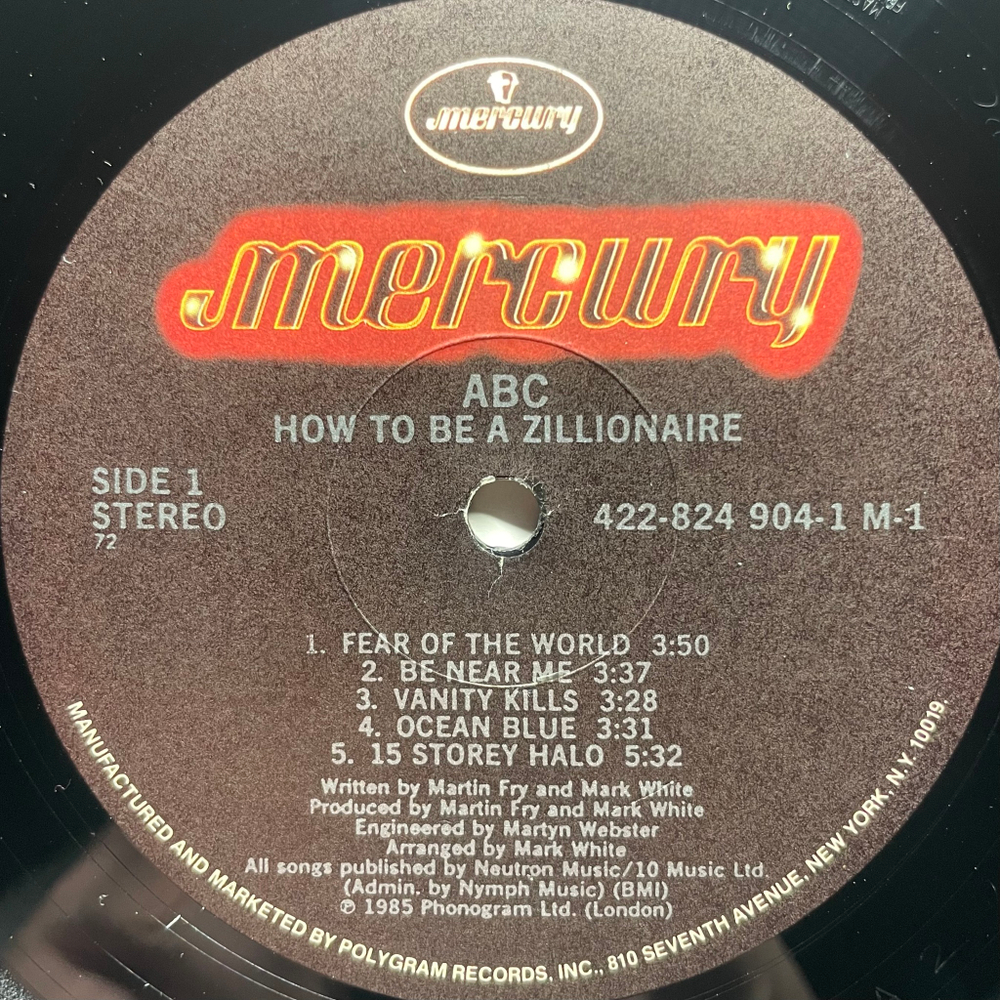 mercury
mercury
ABC
HOW TO BE A ZILLIONAIRE
SIDE 1
STEREO
72
422-824 904-1 M-1
1. FEAR OF THE WORLD 3:50
2. BE NEAR ME 3:37
3. VANITY KILLS 3:28
4. OCEAN BLUE 3:31
5. 15 STOREY HALO 5:32
Written by Martin Fry and Mark White
Produced by Martin Fry and Mark White
Engineered by Martyn Webster
Arranged by Mark White
All songs published by Neutron Music/10 Music Ltd.
(Admin. by Nymph Music) (BMI)
℗ 1985 Phonogram Ltd. (London)
MANUFACTURED AND MARKETED BY POLYGRAM RECORDS, INC., 810 SEVENTH AVENUE, NEW YORK, N.Y. 10019.